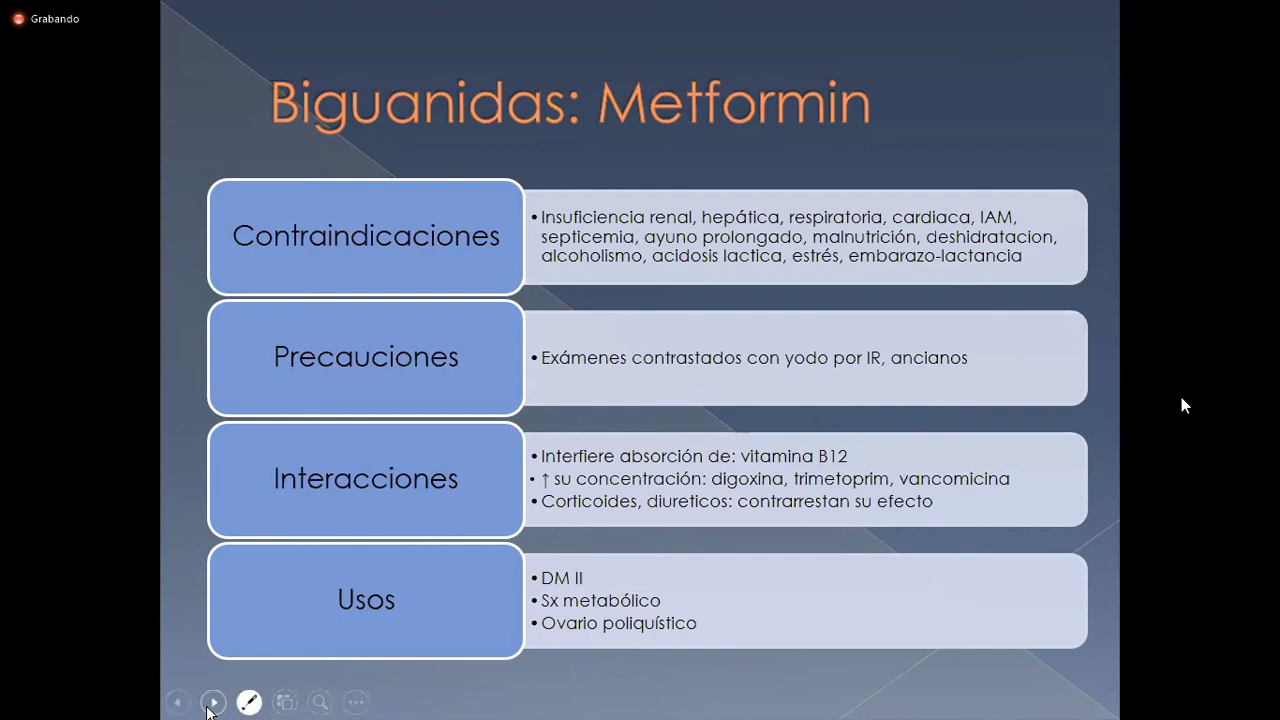 Grabando
Biguanidas: Metformin
Contraindicaciones
• Insuficiencia renal, hepática, respiratoria, cardiaca, IAM,
septicemia, ayuno prolongado, malnutrición, deshidratacion,
alcoholismo, acidosis lactica, estrés, embarazo-lactancia
Precauciones
• Exámenes contrastados con yodo por IR, ancianos
Interacciones
• Interfiere absorción de: vitamina B12
• ↑ su concentración: digoxina, trimetoprim, vancomicina
• Corticoides, diureticos: contrarrestan su efecto
Usos
• DM II
• Sx metabólico
• Ovario poliquístico